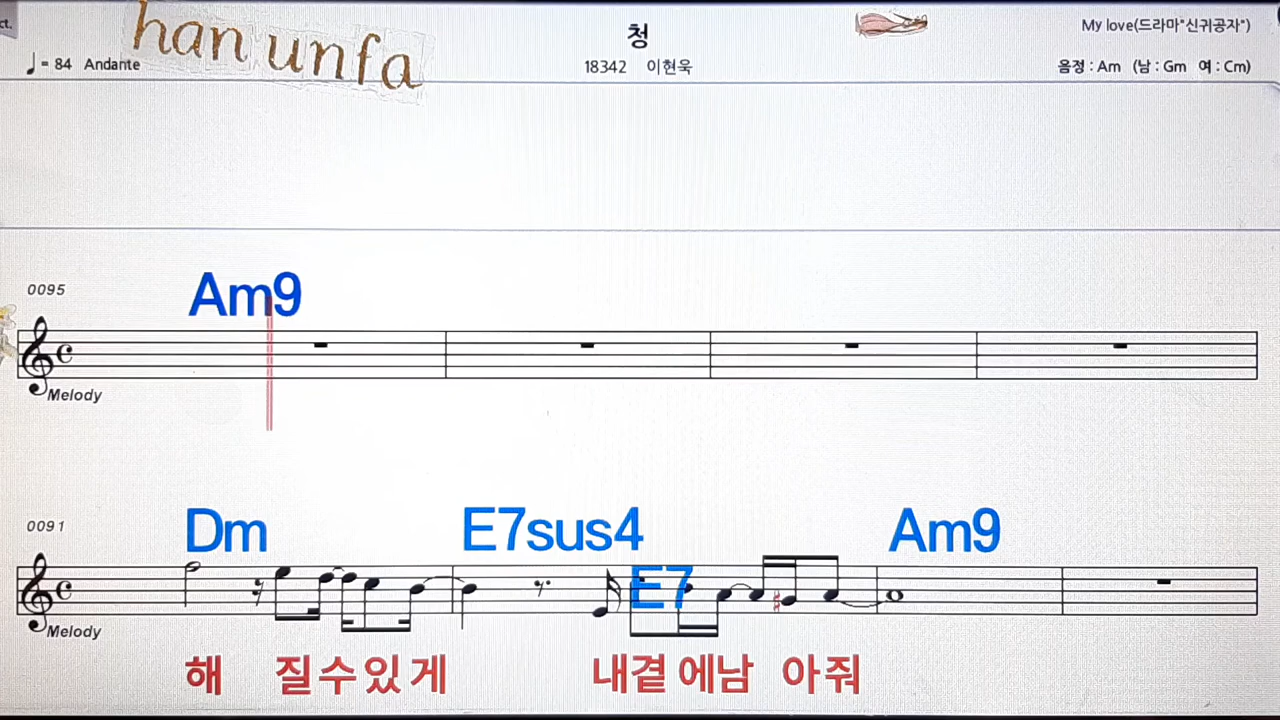 ct.
han unfa
청
My love(드라마"신귀공자")
♩ = 84 Andante
18342 이현욱
음정 : Am (남 : Gm 여 : Cm)
0095
Am9
Melody
0091
Dm E7sus4 E7 Am9
Melody
해 질수있게 내곁에남 아줘